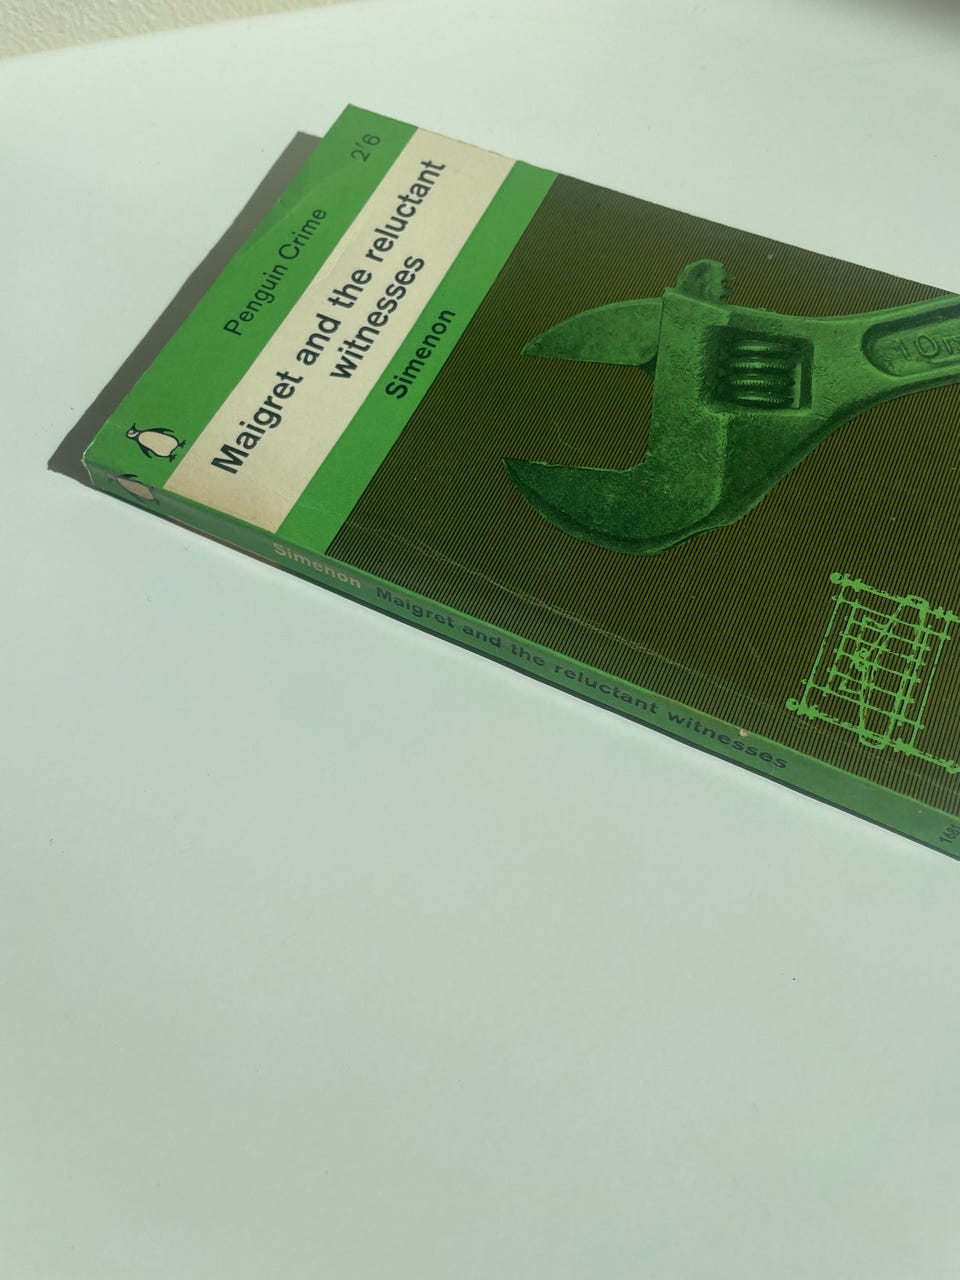 Penguin Crime 2'6
Maigret and the reluctant
witnesses
Simenon
Simenon Maigret and the reluctant witnesses